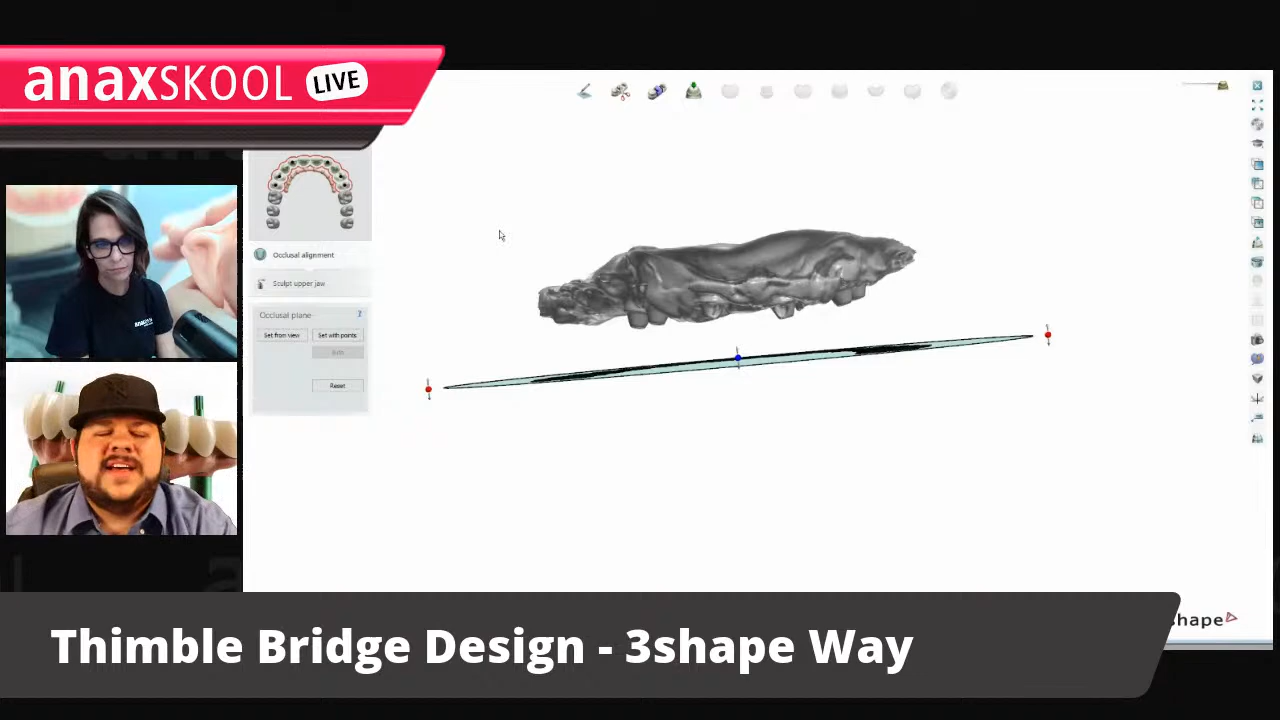 anaxSKOOL LIVE
Occlusal alignment
Sculpt upper jaw
Occlusal plane ?
Set from view Set with points
Reset
anax
shape
Thimble Bridge Design - 3shape Way